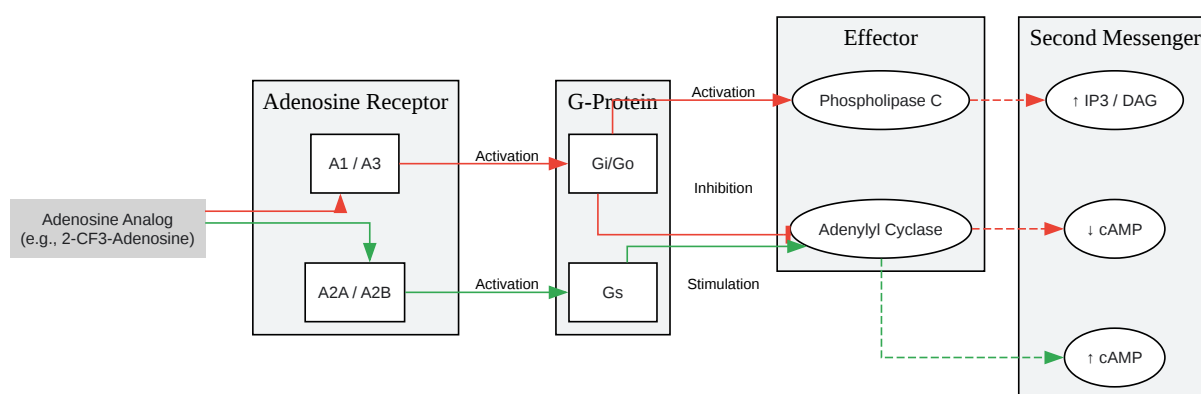 Effector
Second Messenger
Adenosine Receptor
G-Protein
Activation
Phospholipase C
↑ IP3 / DAG
A1 / A3
Activation
Gi/Go
Inhibition
Adenosine Analog
(e.g., 2-CF3-Adenosine)
Adenylyl Cyclase
↓ cAMP
A2A / A2B
Activation
Gs
Stimulation
↑ cAMP